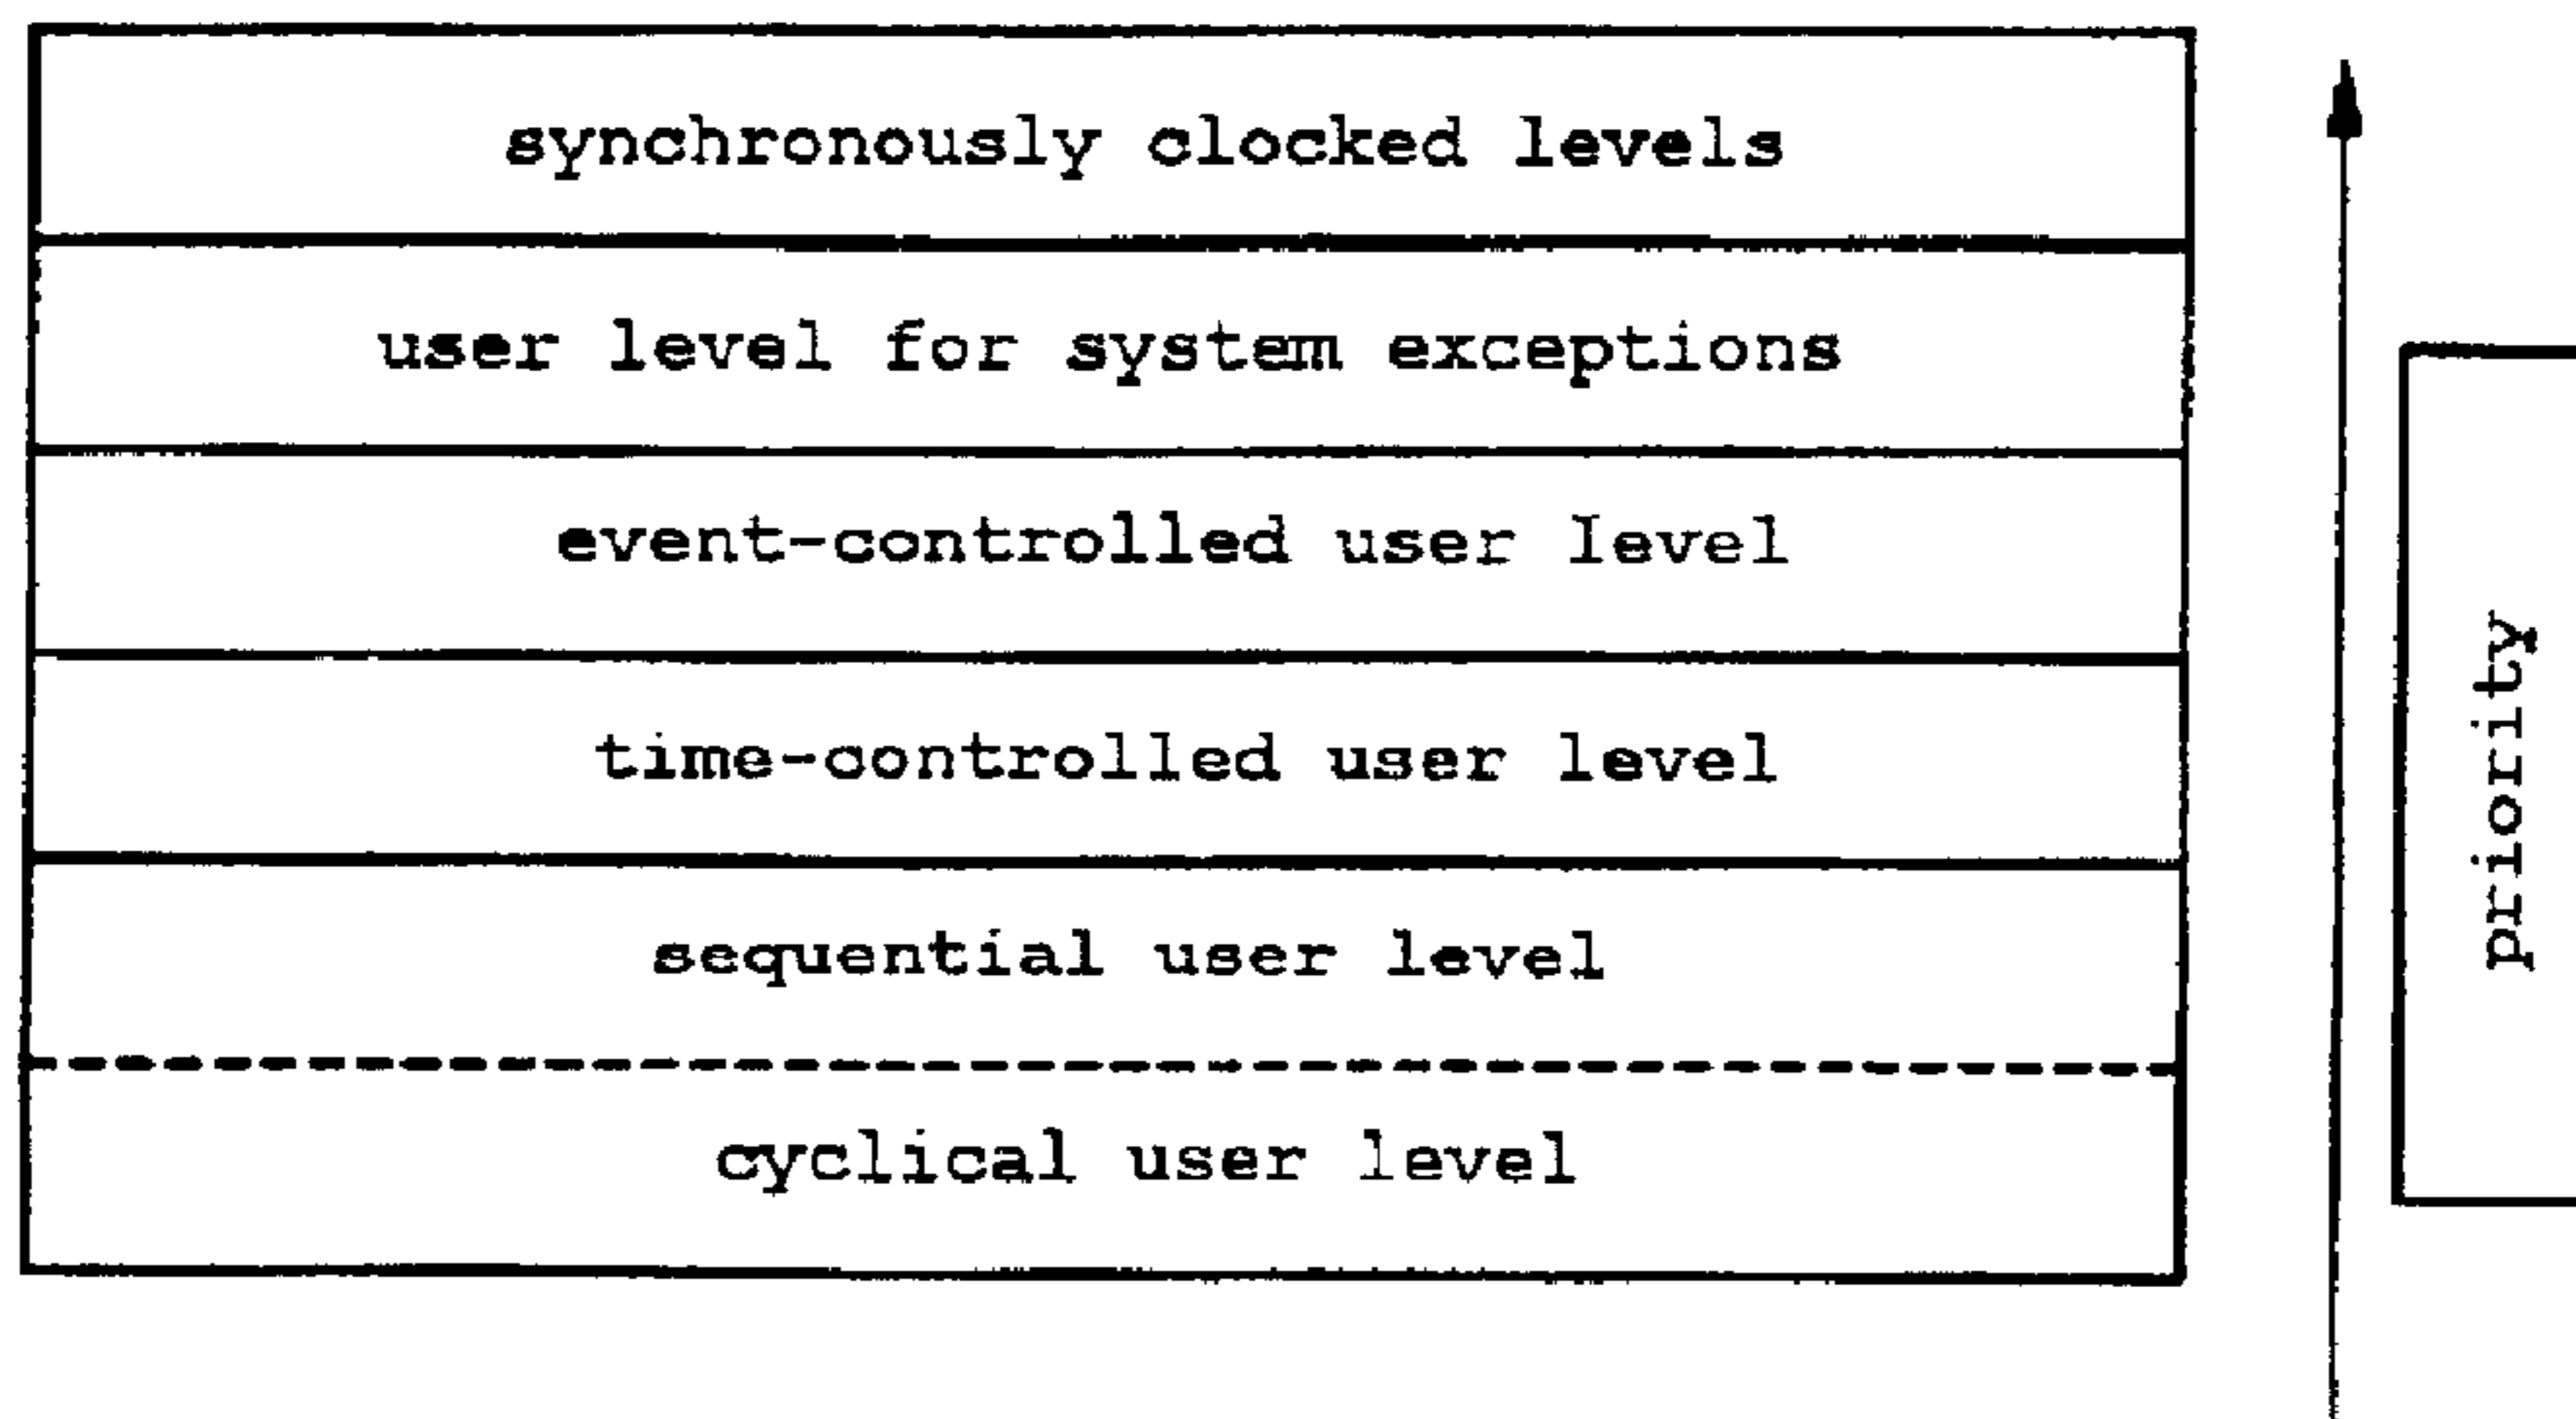 synchronously clocked levels
user level for system exceptions
event-controlled user level
time-controlled user level
sequential user level
cyclical user level
priority